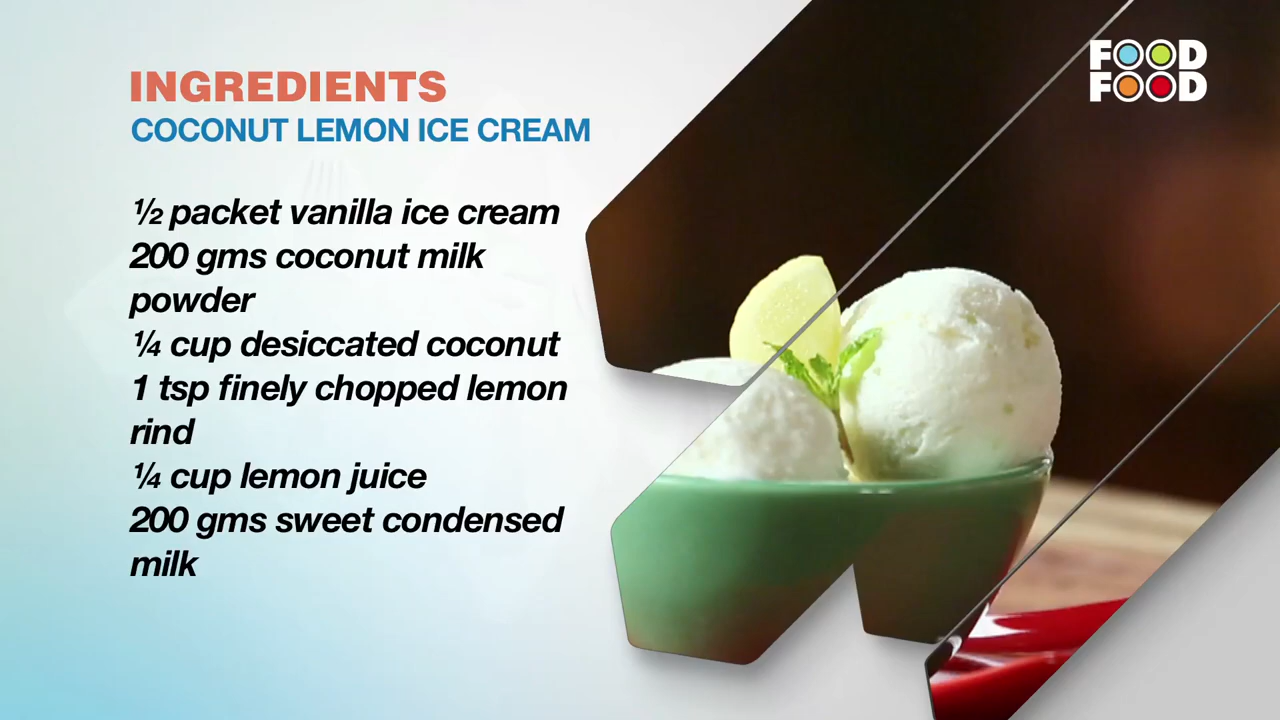 FOOD
FOOD
INGREDIENTS
COCONUT LEMON ICE CREAM
½ packet vanilla ice cream
200 gms coconut milk
powder
¼ cup desiccated coconut
1 tsp finely chopped lemon
rind
¼ cup lemon juice
200 gms sweet condensed
milk